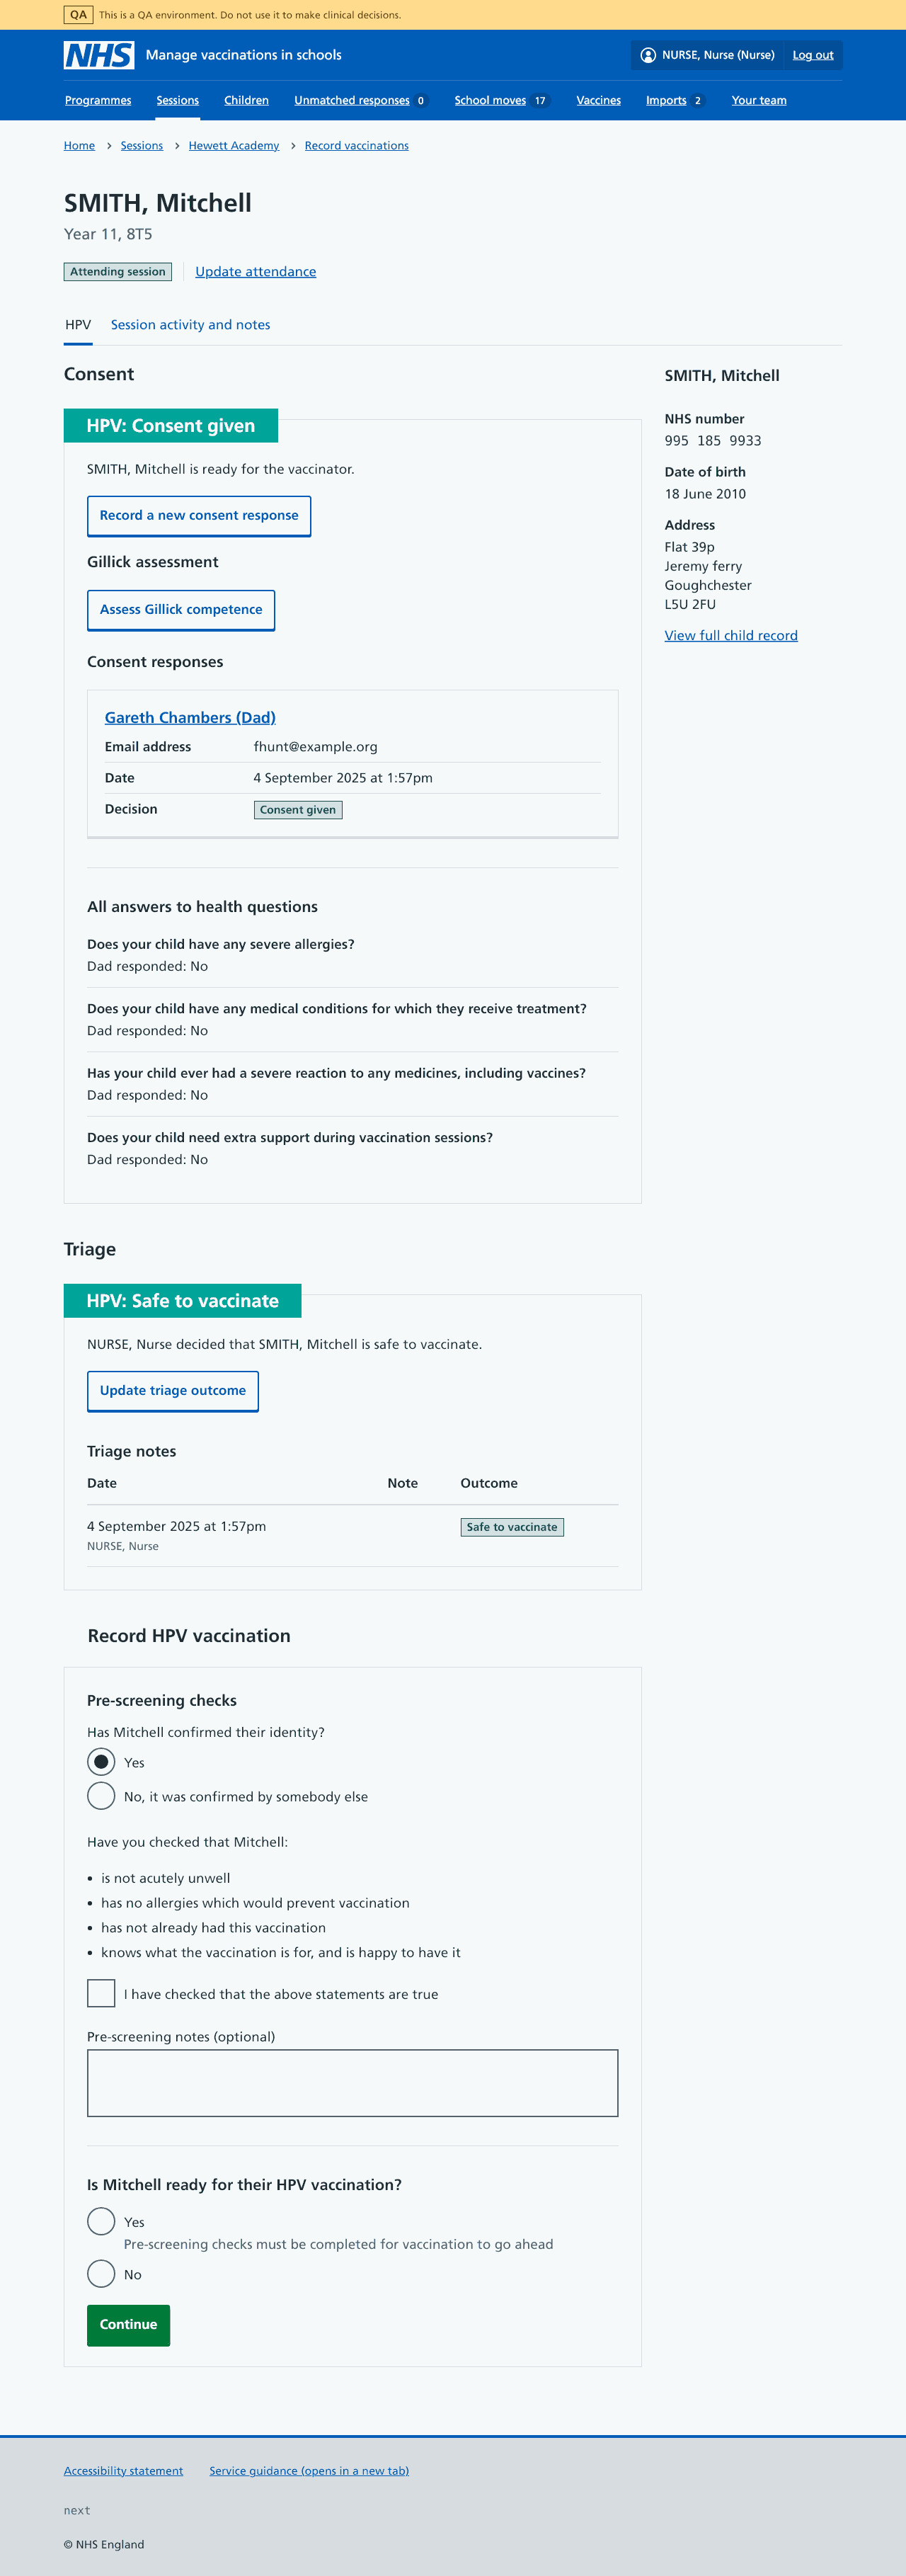 QA This is a QA environment. Do not use it to make clinical decisions.
NHS Manage vaccinations in schools NURSE, Nurse (Nurse) Log out
Programmes Sessions Children Unmatched responses 0 School moves 17 Vaccines Imports 2 Your team
Home > Sessions > Hewett Academy > Record vaccinations
SMITH, Mitchell
Year 11, 8T5
Attending session Update attendance
HPV Session activity and notes
Consent
HPV: Consent given
SMITH, Mitchell is ready for the vaccinator.
Record a new consent response
Gillick assessment
Assess Gillick competence
Consent responses
Gareth Chambers (Dad)
Email address fhunt@example.org
Date 4 September 2025 at 1:57pm
Decision Consent given
All answers to health questions
Does your child have any severe allergies?
Dad responded: No
Does your child have any medical conditions for which they receive treatment?
Dad responded: No
Has your child ever had a severe reaction to any medicines, including vaccines?
Dad responded: No
Does your child need extra support during vaccination sessions?
Dad responded: No
Triage
HPV: Safe to vaccinate
NURSE, Nurse decided that SMITH, Mitchell is safe to vaccinate.
Update triage outcome
Triage notes
Date Note Outcome
4 September 2025 at 1:57pm Safe to vaccinate
NURSE, Nurse
Record HPV vaccination
Pre-screening checks
Has Mitchell confirmed their identity?
Yes
No, it was confirmed by somebody else
Have you checked that Mitchell:
• is not acutely unwell
• has no allergies which would prevent vaccination
• has not already had this vaccination
• knows what the vaccination is for, and is happy to have it
I have checked that the above statements are true
Pre-screening notes (optional)
Is Mitchell ready for their HPV vaccination?
Yes
Pre-screening checks must be completed for vaccination to go ahead
No
Continue
SMITH, Mitchell
NHS number
995 185 9933
Date of birth
18 June 2010
Address
Flat 39p
Jeremy ferry
Goughchester
L5U 2FU
View full child record
Accessibility statement Service guidance (opens in a new tab)
next
© NHS England